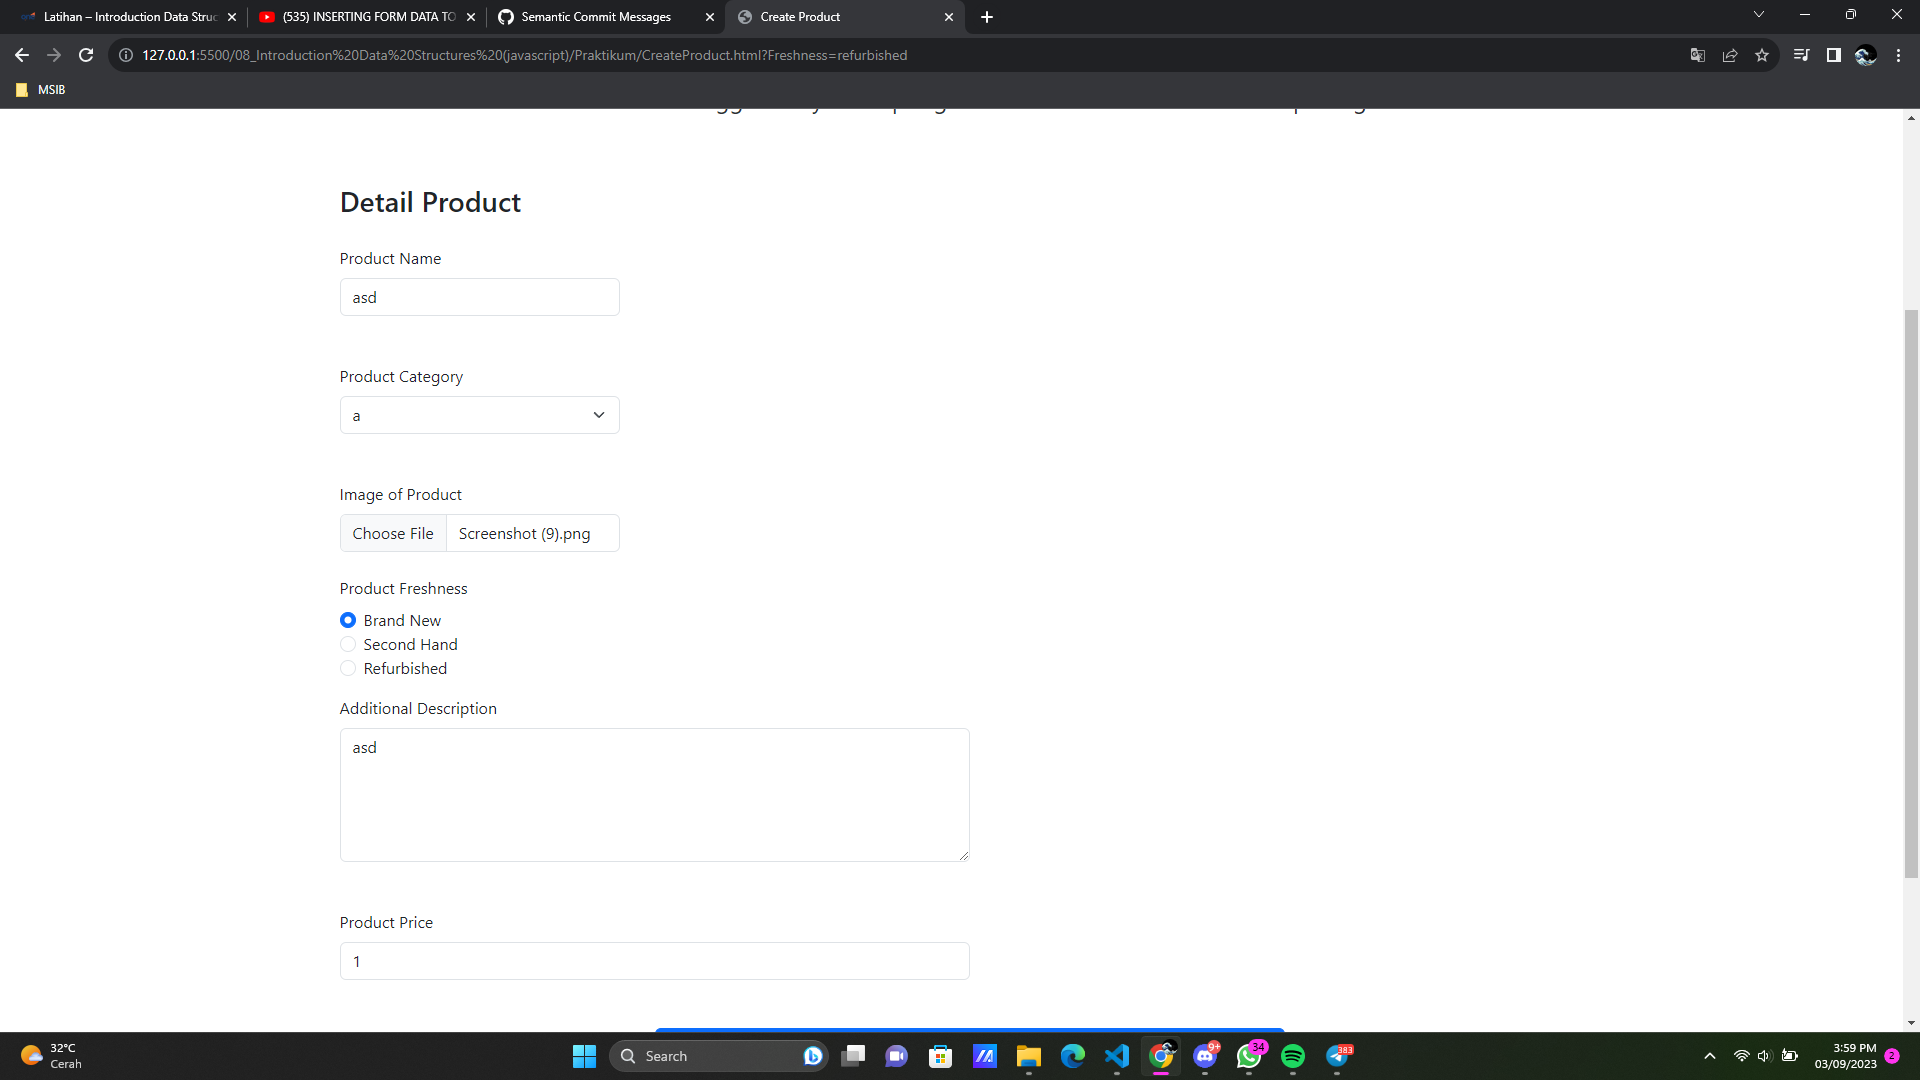 Latihan – Introduction Data Struc
(535) INSERTING FORM DATA TO
Semantic Commit Messages
Create Product
127.0.0.1:5500/08_Introduction%20Data%20Structures%20(javascript)/Praktikum/CreateProduct.html?Freshness=refurbished
MSIB
Detail Product
Product Name
asd
Product Category
a
Image of Product
Choose File
Screenshot (9).png
Product Freshness
Brand New
Second Hand
Refurbished
Additional Description
asd
Product Price
1
32°C
Cerah
Search
9+
34
383
3:59 PM
03/09/2023
2